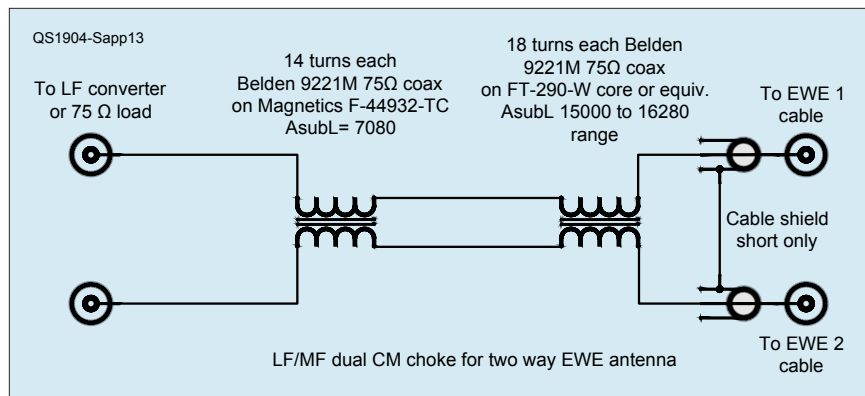 QS1904-Sapp13
To LF converter
or 75 Ω load
14 turns each
Belden 9221M 75Ω coax
on Magnetics F-44932-TC
AsubL= 7080
18 turns each Belden
9221M 75Ω coax
on FT-290-W core or equiv.
AsubL 15000 to 16280
range
To EWE 1
cable
Cable shield
short only
To EWE 2
cable
LF/MF dual CM choke for two way EWE antenna